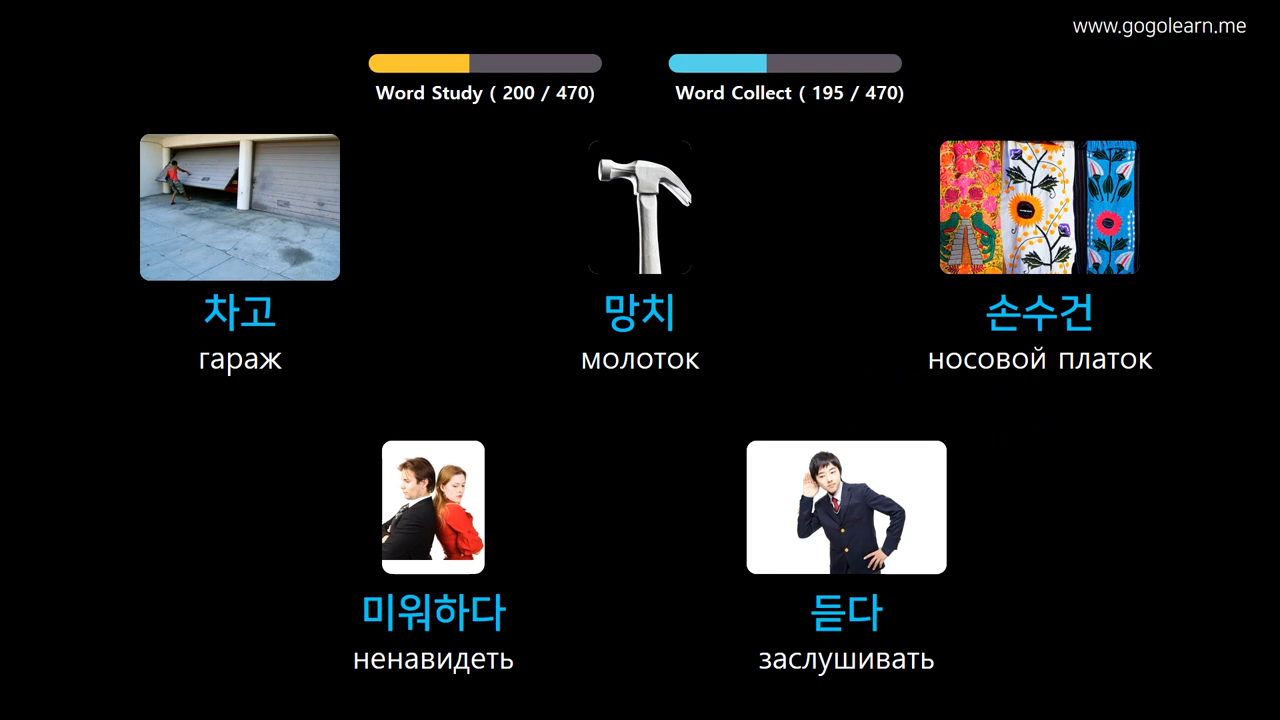 www.gogolearn.me
Word Study ( 200 / 470)
Word Collect ( 195 / 470)
차고
гараж
망치
молоток
손수건
носовой платок
미워하다
ненавидеть
듣다
заслушивать